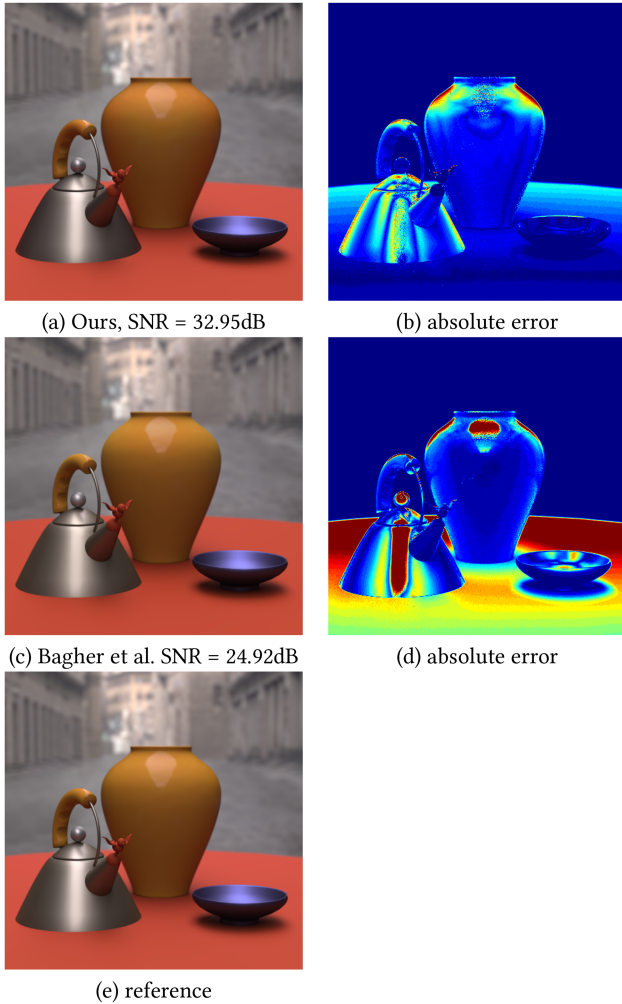 (a) Ours, SNR = 32.95dB
(b) absolute error
(c) Bagher et al. SNR = 24.92dB
(d) absolute error
(e) reference